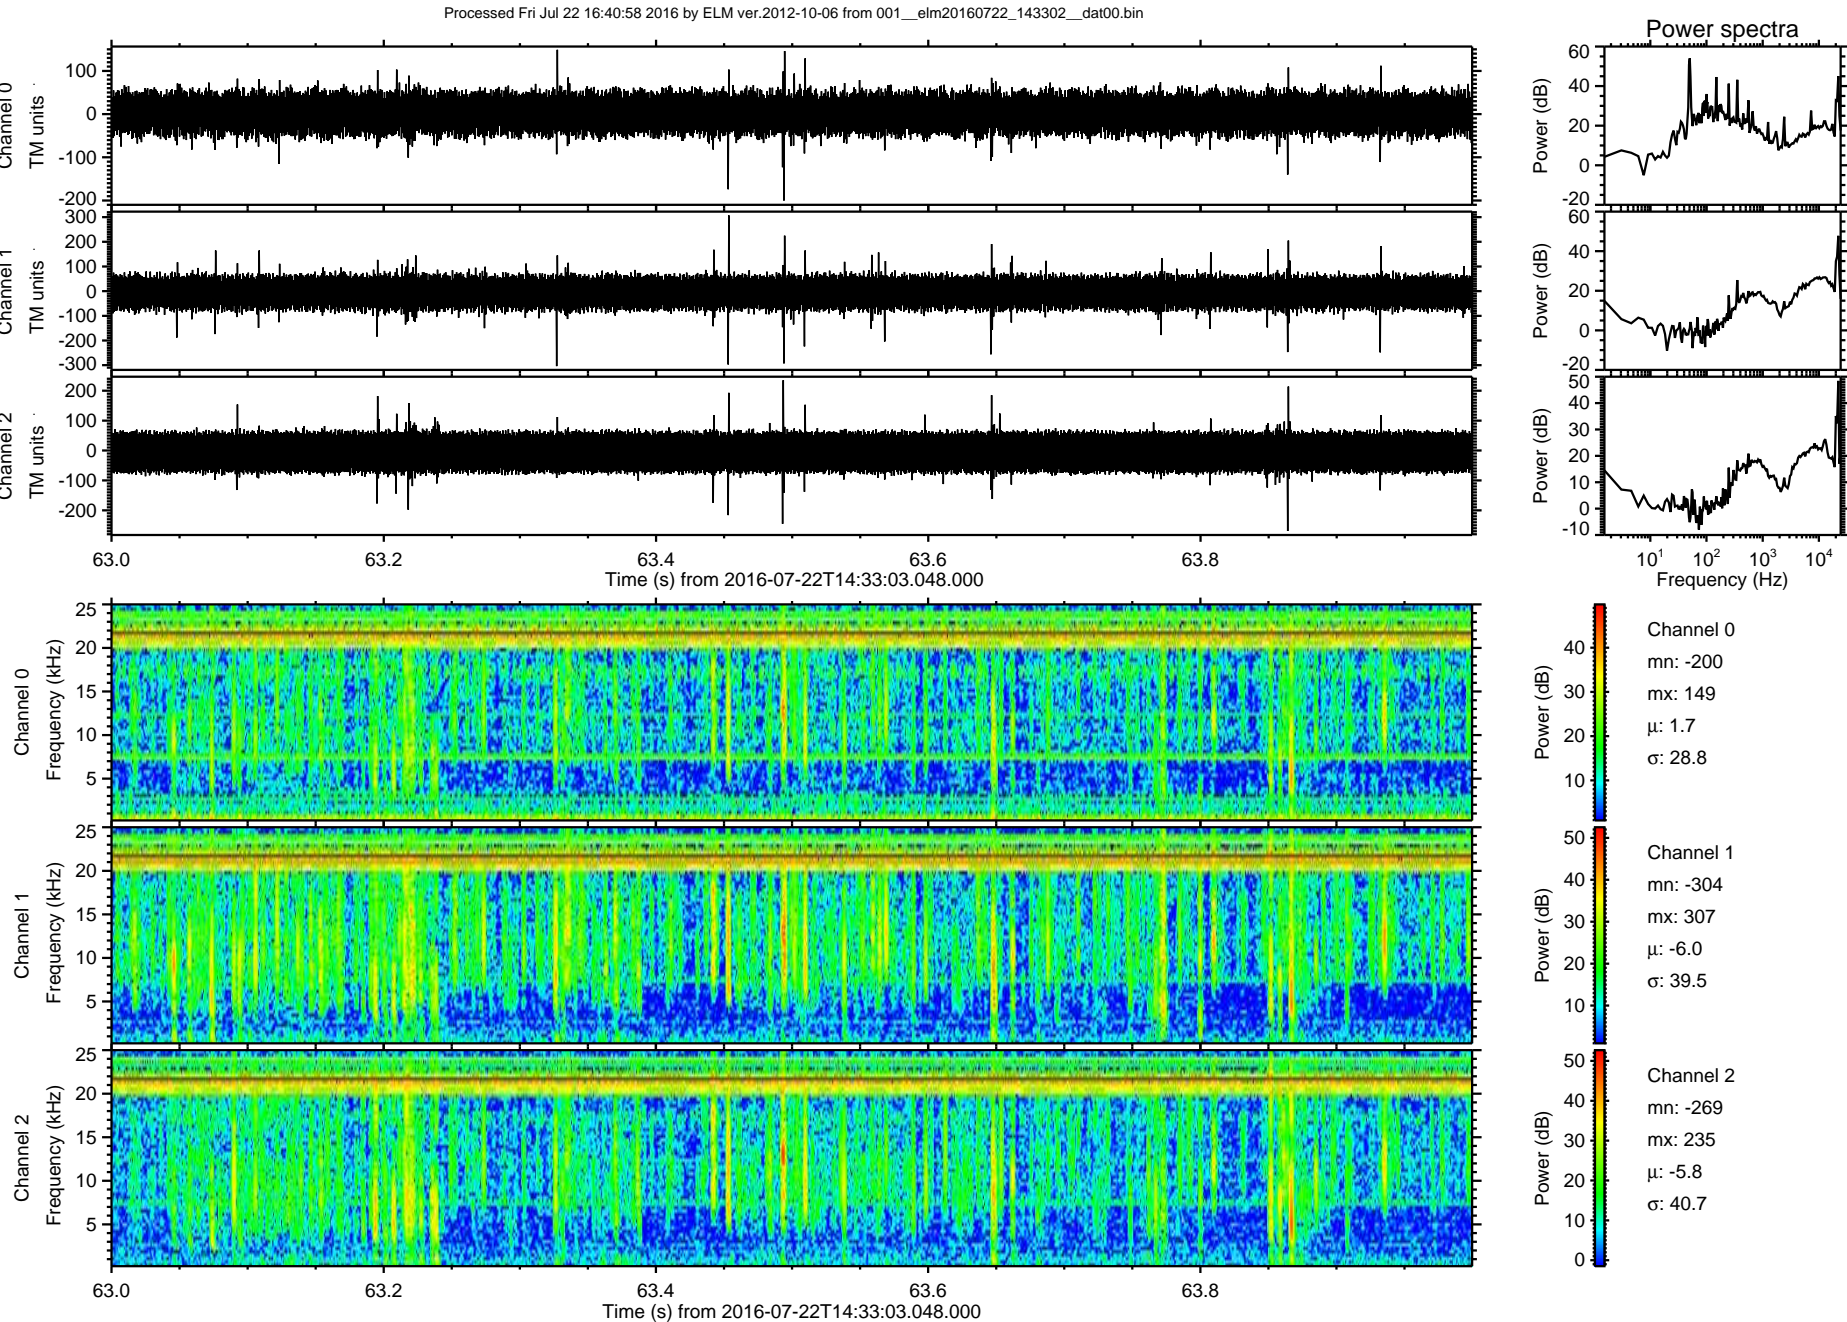 Processed Fri Jul 22 16:40:58 2016 by ELM ver.2012-10-06 from 001__elm20160722_143302__dat00.bin
Power spectra
Channel 0
TM units
100
0
-100
-200
Power (dB)
60
40
20
0
-20
Channel 1
TM units
300
200
100
0
-100
-200
-300
Power (dB)
60
40
20
0
-20
Channel 2
TM units
200
100
0
-100
-200
Power (dB)
50
40
30
20
10
0
-10
63.0 63.2 63.4 63.6 63.8
Time (s) from 2016-07-22T14:33:03.048.000
10¹ 10² 10³ 10⁴
Frequency (Hz)
Channel 0
Frequency (kHz)
25
20
15
10
5
Power (dB)
40
30
20
10
Channel 0
mn: -200
mx: 149
μ: 1.7
σ: 28.8
Channel 1
Frequency (kHz)
25
20
15
10
5
Power (dB)
50
40
30
20
10
Channel 1
mn: -304
mx: 307
μ: -6.0
σ: 39.5
Channel 2
Frequency (kHz)
25
20
15
10
5
Power (dB)
50
40
30
20
10
0
Channel 2
mn: -269
mx: 235
μ: -5.8
σ: 40.7
63.0 63.2 63.4 63.6 63.8
Time (s) from 2016-07-22T14:33:03.048.000